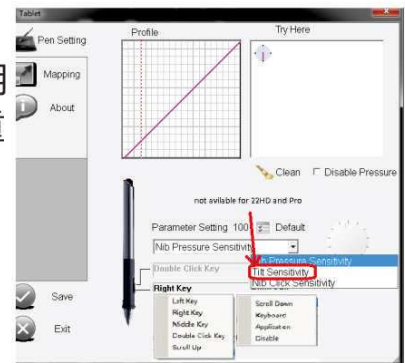 Tablet
Pen Setting
Mapping
About
Save
Exit
Profile
Try Here
Clean
Disable Pressure
not avilable for 22HD and Pro
Parameter Setting 100
Default
Nib Pressure Sensitivity
Nib Pressure Sensitivity
Tilt Sensitivity
Nib Click Sensitivity
Double Click Key
Right Key
Left Key
Right Key
Middle Key
Double Click Key
Scroll Up
Scroll Down
Keyboard
Application
Disable